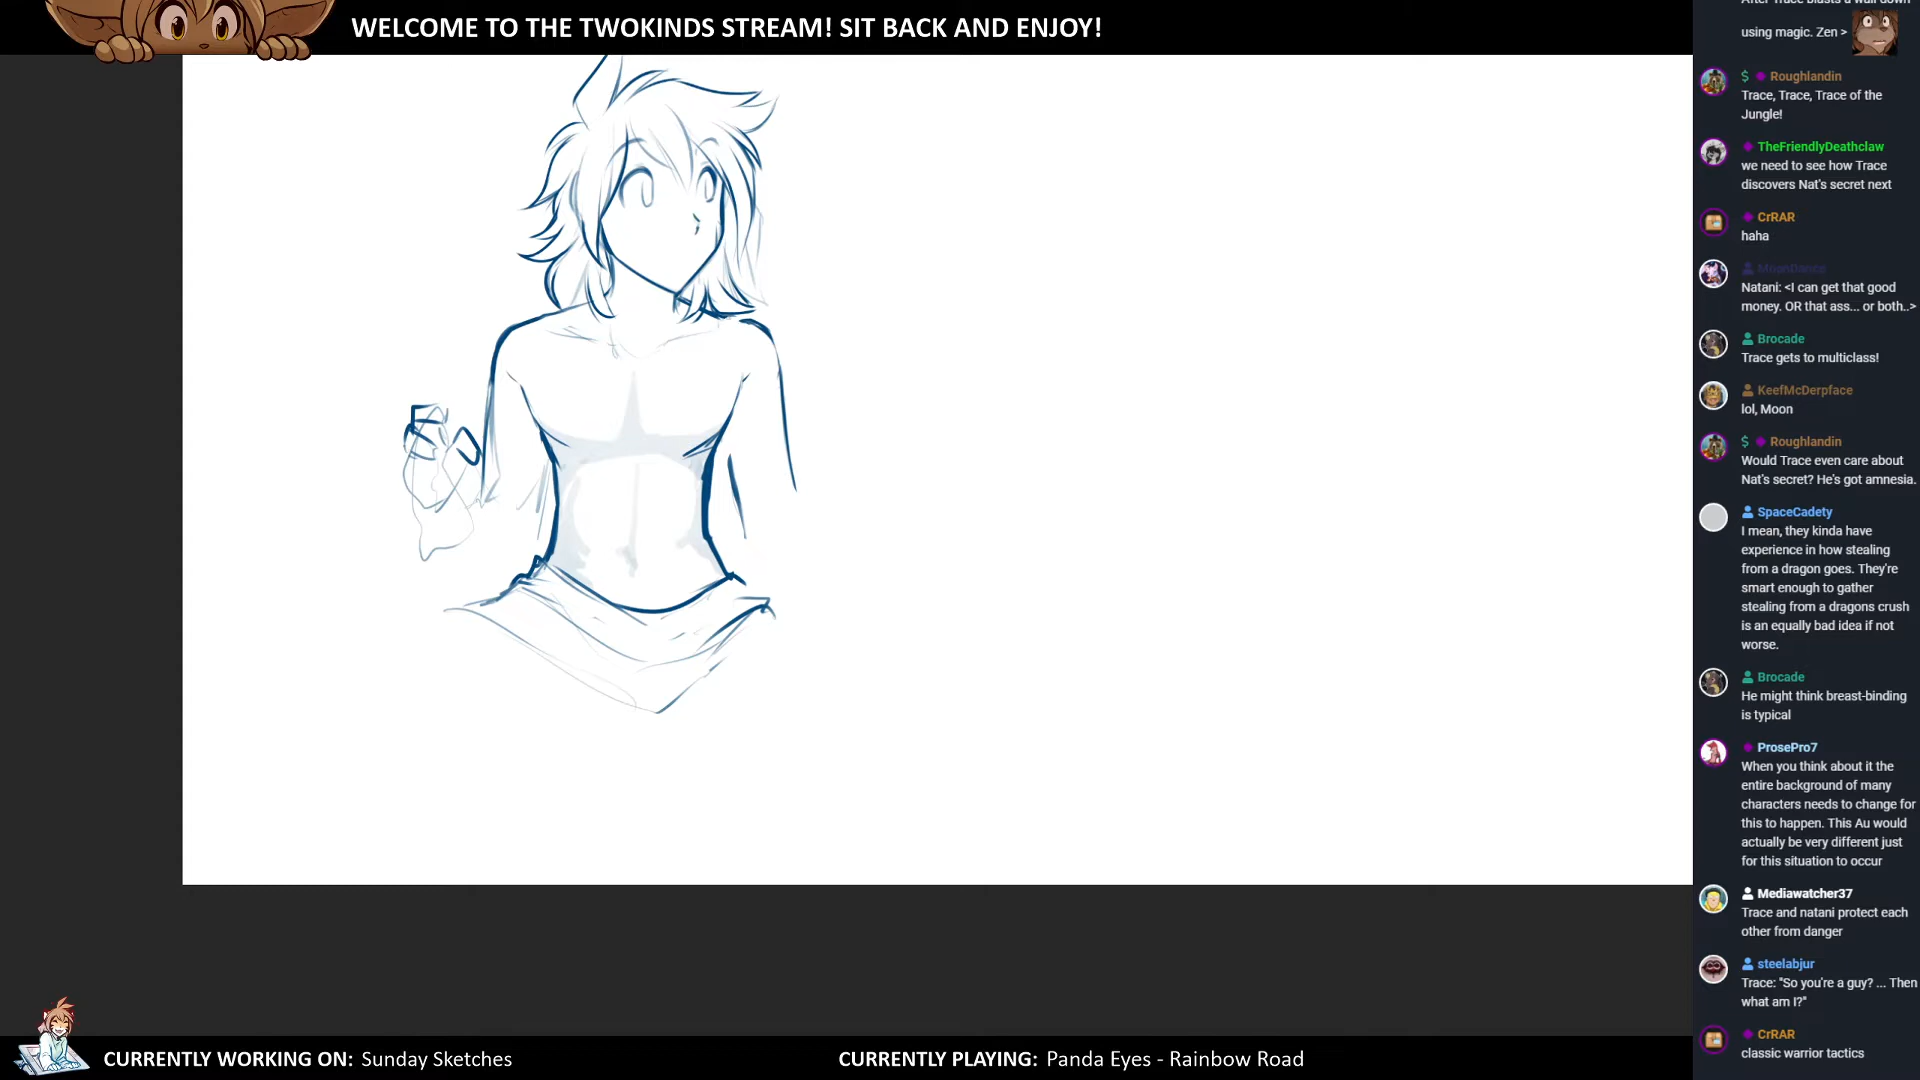 WELCOME TO THE TWOKINDS STREAM! SIT BACK AND ENJOY!
using magic. Zen >
$ Roughlandin
Trace, Trace, Trace of the
Jungle!
TheFriendlyDeathclaw
we need to see how Trace
discovers Nat's secret next
CrRAR
haha
MoonDance
Natani: <I can get that good
money. OR that ass... or both..>
Brocade
Trace gets to multiclass!
KeefMcDerpface
lol, Moon
$ Roughlandin
Would Trace even care about
Nat's secret? He's got amnesia.
SpaceCadety
I mean, they kinda have
experience in how stealing
from a dragon goes. They're
smart enough to gather
stealing from a dragons crush
is an equally bad idea if not
worse.
Brocade
He might think breast-binding
is typical
ProsePro7
When you think about it the
entire background of many
characters needs to change for
this to happen. This Au would
actually be very different just
for this situation to occur
Mediawatcher37
Trace and natani protect each
other from danger
steelabjur
Trace: "So you're a guy? ... Then
what am I?"
CrRAR
classic warrior tactics
CURRENTLY WORKING ON: Sunday Sketches
CURRENTLY PLAYING: Panda Eyes - Rainbow Road